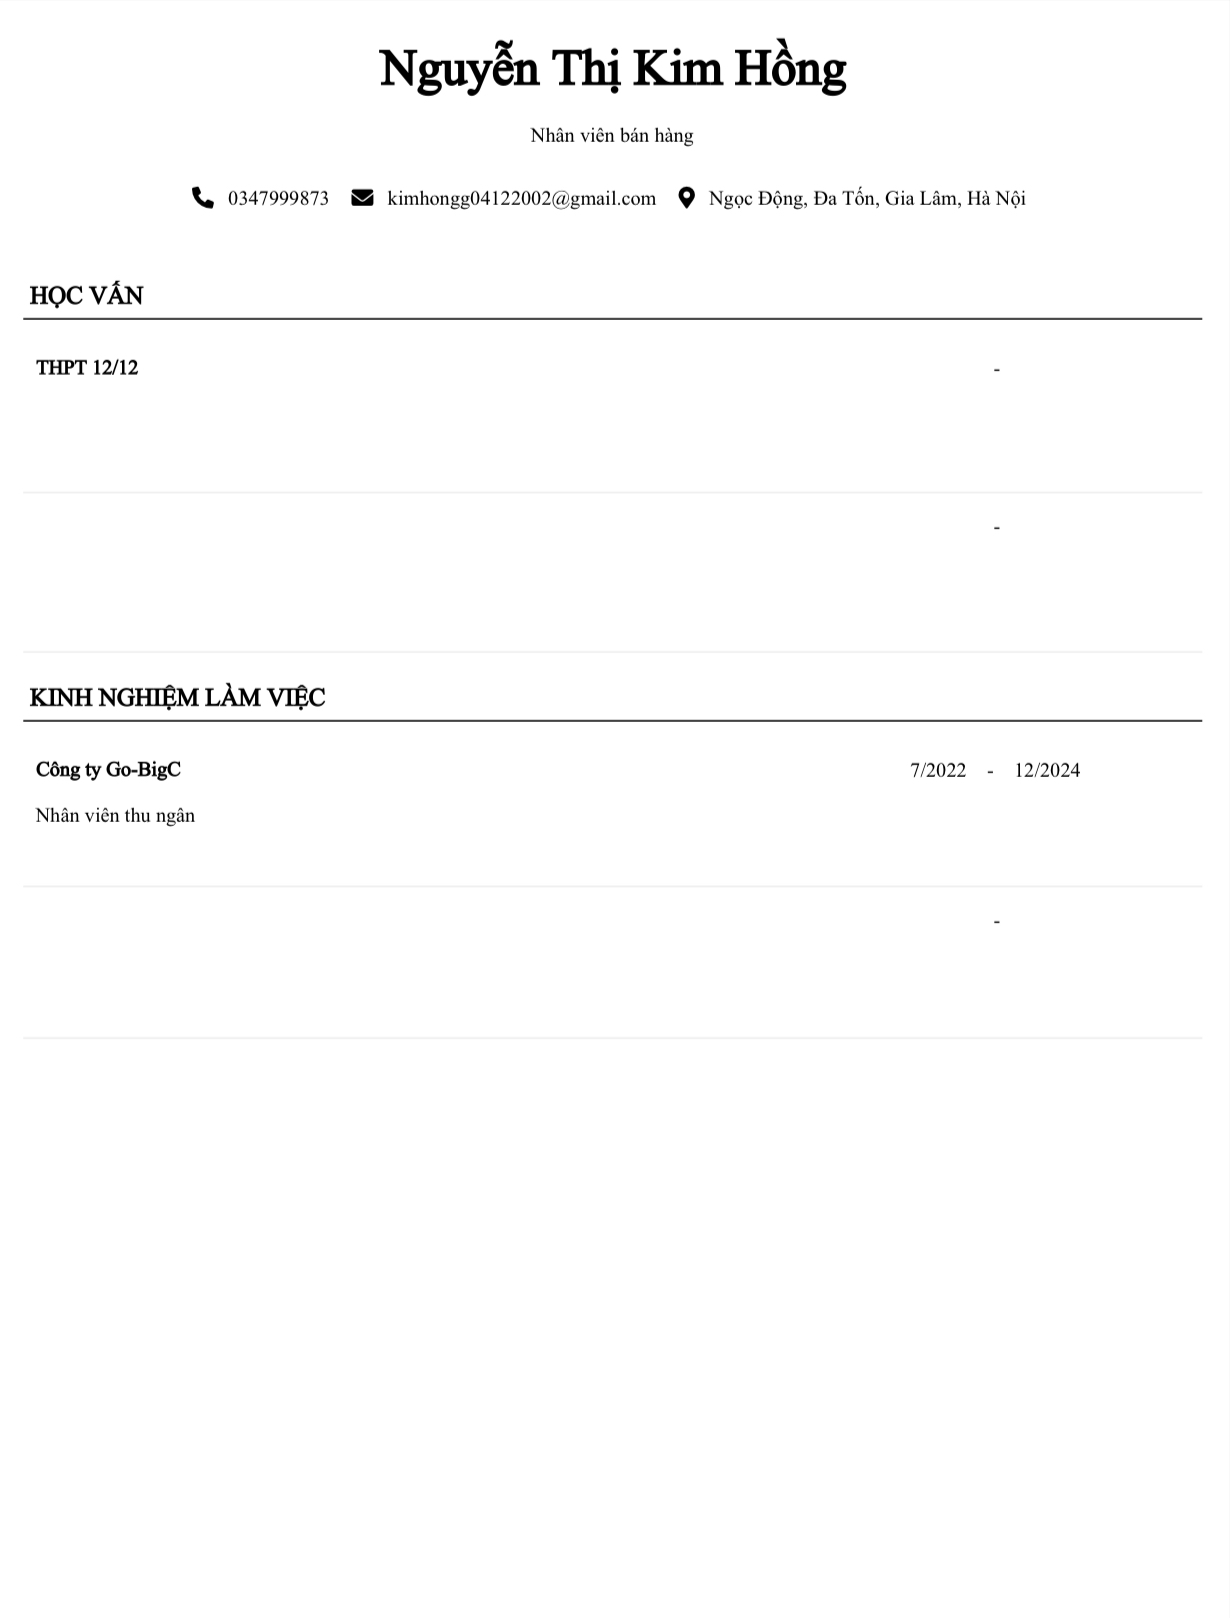 Nguyễn Thị Kim Hồng
Nhân viên bán hàng
0347999873 kimhongg04122002@gmail.com Ngọc Động, Đa Tốn, Gia Lâm, Hà Nội
HỌC VẤN
THPT 12/12 -
-
KINH NGHIỆM LÀM VIỆC
Công ty Go-BigC 7/2022 - 12/2024
Nhân viên thu ngân
-